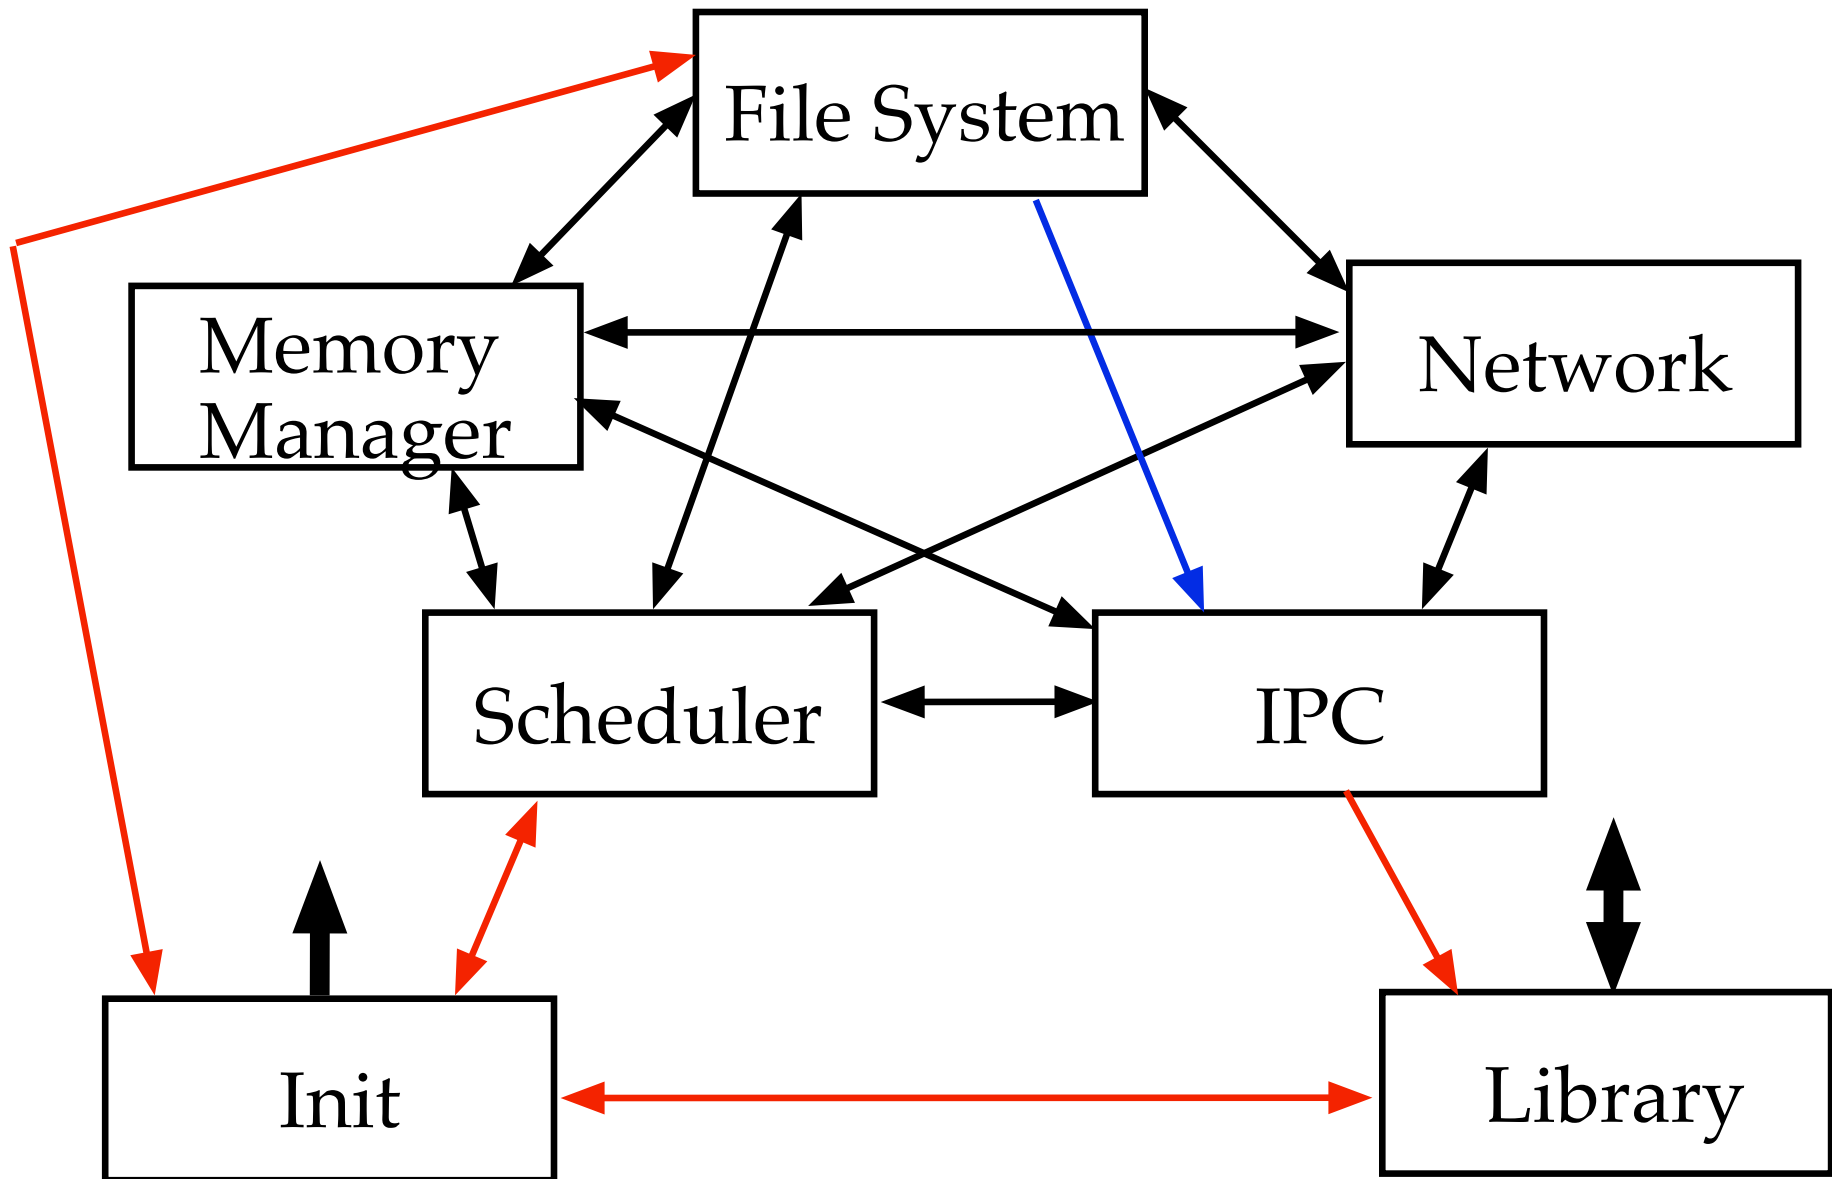 File System
Memory
Manager
Network
Scheduler
IPC
Init
Library